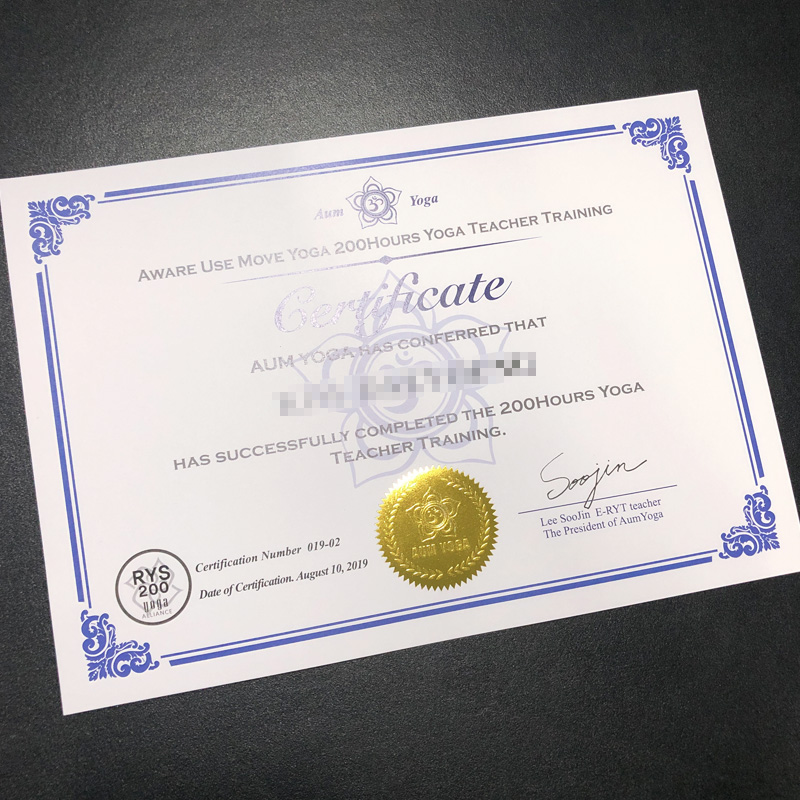 Aum Yoga
AWARE USE MOVE YOGA 200HOURS YOGA TEACHER TRAINING
Certificate
AUM YOGA HAS CONFERRED THAT
HAS SUCCESSFULLY COMPLETED THE 200HOURS YOGA
TEACHER TRAINING.
Soojin
Lee SooJin E-RYT teacher
The President of AumYoga
AUM YOGA
Certification Number 019-02
Date of Certification. August 10, 2019
RYS
200
yoga
ALLIANCE